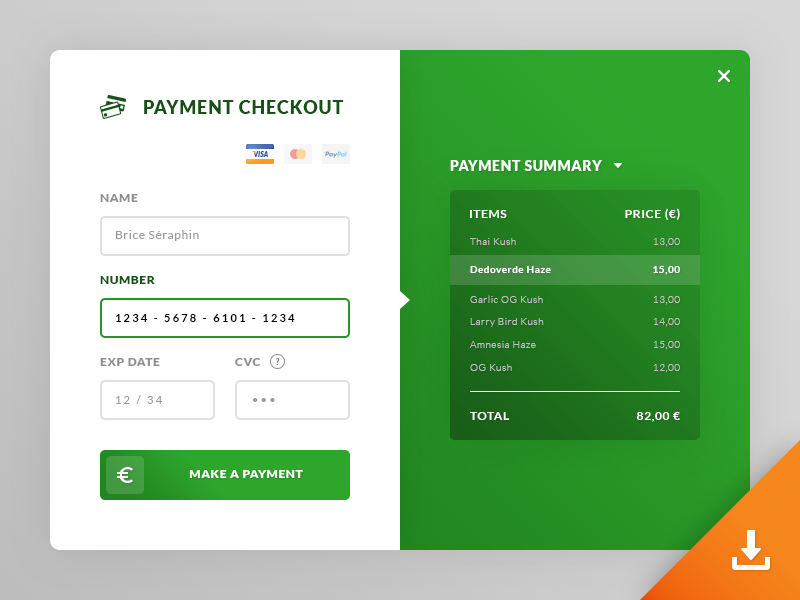 PAYMENT CHECKOUT
VISA
PayPal
NAME
Brice Séraphin
NUMBER
1234 - 5678 - 6101 - 1234
EXP DATE CVC ?
12 / 34 •••
€ MAKE A PAYMENT
PAYMENT SUMMARY
ITEMS PRICE (€)
Thai Kush 13,00
Dedoverde Haze 15,00
Garlic OG Kush 13,00
Larry Bird Kush 14,00
Amnesia Haze 15,00
OG Kush 12,00
TOTAL 82,00 €